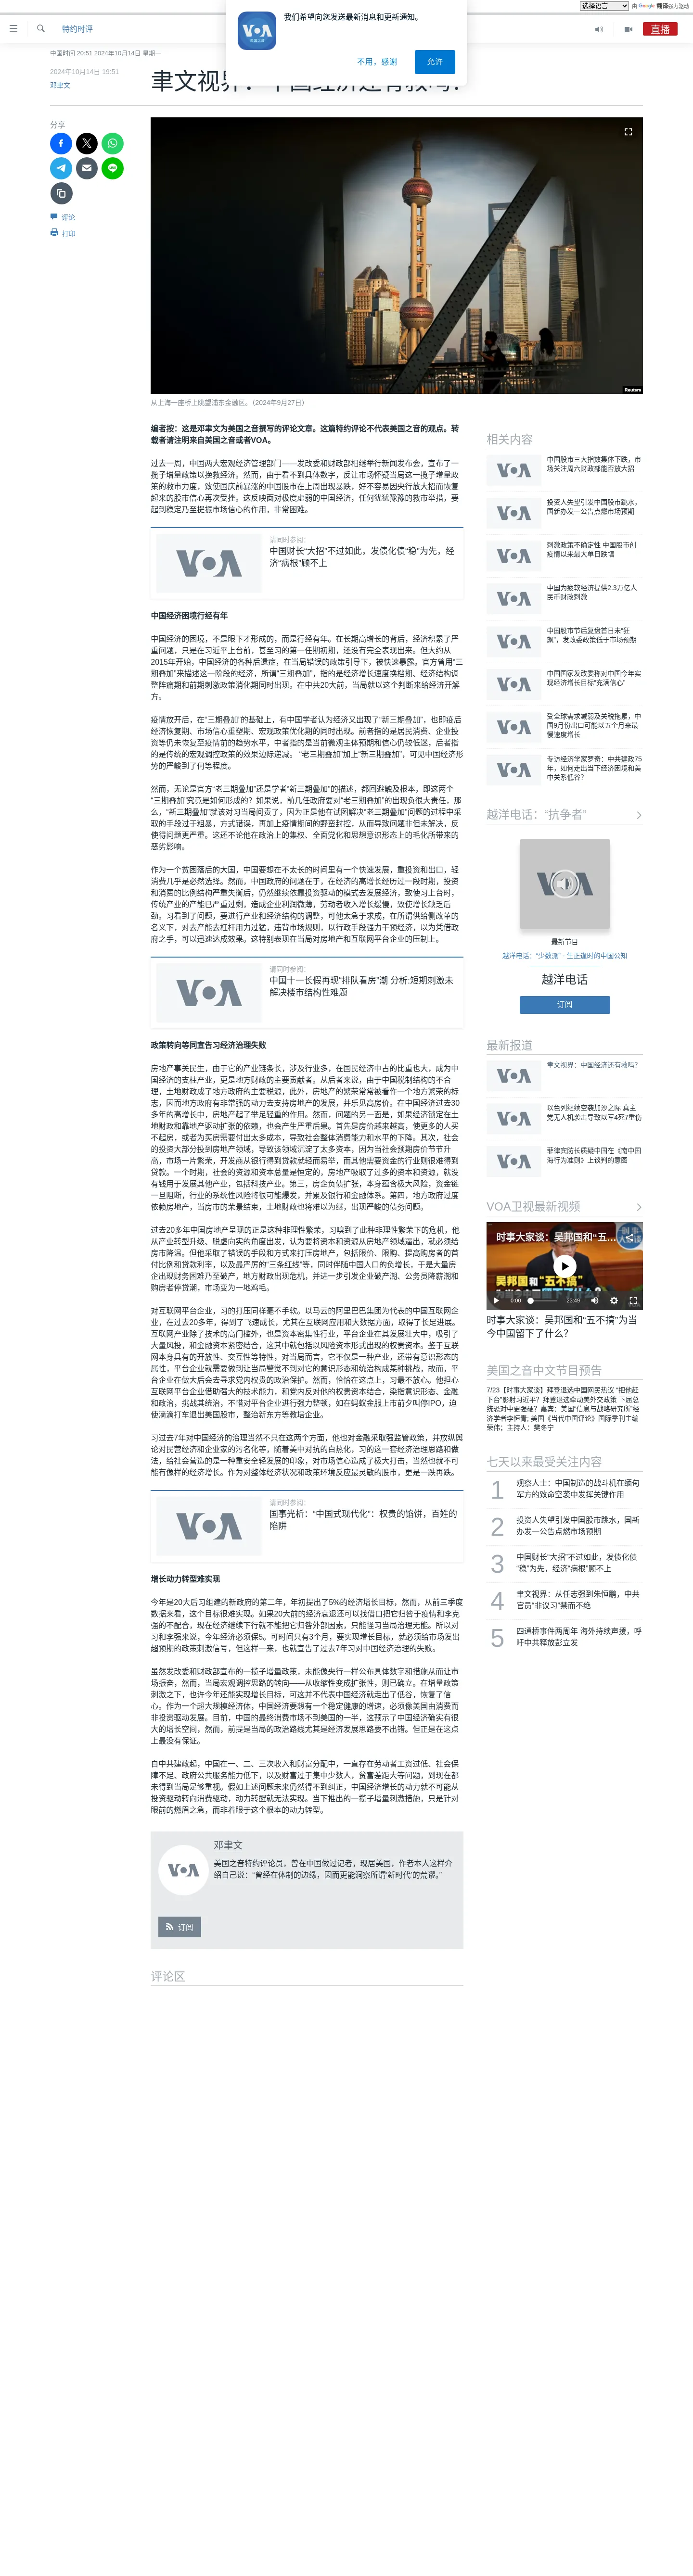 选择语言
由 Google 翻译强力驱动
我们希望向您发送最新消息和更新通知。
不用，感谢
允许
特约时评
直播
中国时间 20:51 2024年10月14日 星期一
2024年10月14日 19:51
邓聿文
分享
评论
打印
Reuters
从上海一座桥上眺望浦东金融区。（2024年9月27日）
编者按：这是邓聿文为美国之音撰写的评论文章。这篇特约评论不代表美国之音的观点。转
载者请注明来自美国之音或者VOA。
过去一周，中国两大宏观经济管理部门——发改委和财政部相继举行新闻发布会，宣布了一
揽子增量政策以挽救经济。然而，由于看不到具体数字，反让市场怀疑当局这一揽子增量政
策的救市力度，致使国庆前暴涨的中国股市在上周出现暴跌，好不容易因央行放大招而恢复
起来的股市信心再次受挫。这反映面对极度虚弱的中国经济，任何犹犹豫豫的救市举措，要
起到稳定乃至提振市场信心的作用，非常困难。
请同时参阅：
中国财长“大招”不过如此，发债化债“稳”为先，经
济“病根”顾不上
中国经济困境行经有年
中国经济的困境，不是眼下才形成的，而是行经有年。在长期高增长的背后，经济积累了严
重问题，只是在习近平上台前，甚至习的第一任期初期，还没有完全表现出来。但大约从
2015年开始，中国经济的各种后遗症，在当局错误的政策引导下，被快速暴露。官方曾用“三
期叠加”来描述这一阶段的经济，所谓“三期叠加”，指的是经济增长速度换档期、经济结构调
整阵痛期和前期刺激政策消化期同时出现。在中共20大前，当局就以这个判断来给经济开解
方。
疫情放开后，在“三期叠加”的基础上，有中国学者认为经济又出现了“新三期叠加”，也即疫后
经济恢复期、市场信心重塑期、宏观政策优化期的同时出现。前者指的是居民消费、企业投
资等仍未恢复至疫情前的趋势水平，中者指的是当前微观主体预期和信心仍较低迷，后者指
的是传统的宏观调控政策的效果边际递减。 “老三期叠加”加上“新三期叠加”，可见中国经济形
势的严峻到了何等程度。
然而，无论是官方“老三期叠加”还是学者“新三期叠加”的描述，都回避触及根本，即这两个
“三期叠加”究竟是如何形成的？如果说，前几任政府要对“老三期叠加”的出现负很大责任，那
么，“新三期叠加”就该对习当局问责了，因为正是他在试图解决“老三期叠加”问题的过程中采
取的手段过于粗暴，方式错误，再加上疫情期间的野蛮封控，从而导致问题非但未解决，反
使得问题更严重。这还不论他在政治上的集权、全面党化和思想意识形态上的毛化所带来的
恶劣影响。
作为一个贫困落后的大国，中国要想在不太长的时间里有一个快速发展，重投资和出口，轻
消费几乎是必然选择。然而，中国政府的问题在于，在经济的高增长经历过一段时期，投资
和消费的比例结构严重失衡后，仍然继续依靠投资驱动的模式去发展经济，致使习上台时，
传统产业的产能已严重过剩，造成企业利润微薄，劳动者收入增长缓慢，致使增长缺乏后
劲。习看到了问题，要进行产业和经济结构的调整，可他太急于求成，在所谓供给侧改革的
名义下，对去产能去杠杆用力过猛，违背市场规则，以行政手段强力干预经济，以为凭借政
府之手，可以迅速达成效果。这特别表现在当局对房地产和互联网平台企业的压制上。
请同时参阅：
中国十一长假再现“排队看房”潮 分析:短期刺激未
解决楼市结构性难题
政策转向等同宣告习经济治理失败
房地产事关民生，由于它的产业链条长，涉及行业多，在国民经济中占的比重也大，成为中
国经济的支柱产业，更是地方财政的主要贡献者。从后者来说，由于中国税制结构的不合
理，土地财政成了地方政府的主要税源，此外，房地产的繁荣常常被看作一个地方繁荣的标
志，因而地方政府有非常强的动力去支持房地产的发展，并乐见高房价。在中国经济过去30
多年的高增长中，房地产起了举足轻重的作用。然而，问题的另一面是，如果经济锁定在土
地财政和靠地产驱动扩张的依赖，也会产生严重后果。首先是房价越来越高，使更多的人买
不起房，或者为买房需要付出太多成本，导致社会整体消费能力和水平的下降。其次，社会
的投资大部分投到房地产领域，导致该领域沉淀了太多资本，因为当社会预期房价节节升
高，市场一片繁荣，开发商从银行得到贷款就轻而易举，而其他需要资金的行业则很难得到
贷款。一个时期，社会的资源和资本总量是恒定的，房地产吸取了过多的资本和资源，就没
有钱用于发展其他产业，包括科技产业。第三，房企负债扩张，本身蕴含极大风险，资金链
一旦阻断，行业的系统性风险将很可能爆发，并累及银行和金融体系。第四，地方政府过度
依赖房地产，当房市的荣景结束，土地财政也将难以为继，出现严峻的债务问题。
过去20多年中国房地产呈现的正是这种非理性繁荣，习嗅到了此种非理性繁荣下的危机，他
从产业转型升级、脱虚向实的角度出发，认为要将资本和资源从房地产领域逼出，就必须给
房市降温。但他采取了错误的手段和方式来打压房地产，包括限价、限购、提高购房者的首
付比例和贷款利率，以及最严厉的“三条红线”等，同时伴随中国人口的负增长，于是大量房
企出现财务困难乃至破产，地方财政出现危机，并进一步引发企业破产潮、公务员降薪潮和
购房者停贷潮，市场变为一地鸡毛。
对互联网平台企业，习的打压同样毫不手软。以马云的阿里巴巴集团为代表的中国互联网企
业，在过去20多年，得到了飞速成长，尤其在互联网应用和大数据方面，取得了长足进展。
互联网产业除了技术的高门槛外，也是资本密集性行业，平台企业在其发展壮大中，吸引了
大量风投，和金融资本紧密结合，这其中就包括以风险资本形式出现的权贵资本。鉴于互联
网本身具有的开放性、交互性等特性，对当局而言，它不仅是一种产业，还带有意识形态的
属性，平台企业就需要做到让当局警觉不到对它的意识形态和统治构成某种挑战，故而，平
台企业在做大后会去寻求党内权贵的政治保护。然而，恰恰在这点上，习最不放心。他担心
互联网平台企业借助强大的技术能力，和党内反对他的权贵资本结合，染指意识形态、金融
和政治，挑战其统治，不惜对平台企业进行强力整顿，如在蚂蚁金服上市前夕叫停IPO，迫
使滴滴打车退出美国股市，整治新东方等教培企业。
习过去7年对中国经济的治理当然不只在这两个方面，他也对金融采取强监管政策，并放纵舆
论对民营经济和企业家的污名化等，随着美中对抗的白热化，习的这一套经济治理思路和做
法，给社会营造的是一种重安全轻发展的印象，对市场信心造成了极大打击，当然也就不可
能有像样的经济增长。作为对整体经济状况和政策环境反应最灵敏的股市，更是一跌再跌。
请同时参阅：
国事光析：“中国式现代化”：权贵的馅饼，百姓的
陷阱
增长动力转型难实现
今年是20大后习组建的新政府的第二年，年初提出了5%的经济增长目标，然而，从前三季度
数据来看，这个目标很难实现。如果20大前的经济衰退还可以找借口把它归咎于疫情和李克
强的不配合，现在经济继续下行就不能把它归咎外部因素，只能怪习当局治理无能。所以对
习和李强来说，今年经济必须保5。可时间只有3个月，要实现增长目标，就必须给市场发出
超预期的政策刺激信号，但这样一来，也就宣告了过去7年习对中国经济治理的失败。
虽然发改委和财政部宣布的一揽子增量政策，未能像央行一样公布具体数字和措施从而让市
场振奋，然而，当局宏观调控思路的转向——从收缩性变成扩张性，则已确立。在增量政策
刺激之下，也许今年还能实现增长目标，可这并不代表中国经济就走出了低谷，恢复了信
心。作为一个超大规模经济体，中国经济要想有一个稳定健康的增速，必须像美国由消费而
非投资驱动发展。目前，中国的最终消费市场不到美国的一半，这预示了中国经济确实有很
大的增长空间，然而，前提是当局的政治路线尤其是经济发展思路要不出错。但正是在这点
上最没有保证。
自中共建政起，中国在一、二、三次收入和财富分配中，一直存在劳动者工资过低、社会保
障不足、政府公共服务能力低下，以及财富过于集中少数人，贫富差距大等问题，到现在都
未得到当局足够重视。假如上述问题未来仍然得不到纠正，中国经济增长的动力就不可能从
投资驱动转向消费驱动，动力转醒就无法实现。当下推出的一揽子增量刺激措施，只是针对
眼前的燃眉之急，而非着眼于这个根本的动力转型。
邓聿文
美国之音特约评论员，曾在中国做过记者，现居美国，作者本人这样介
绍自己说：“曾经在体制的边缘，因而更能洞察所谓‘新时代’的荒谬。”
订阅
评论区
相关内容
中国股市三大指数集体下跌，市
场关注周六财政部能否放大招
投资人失望引发中国股市跳水，
国新办发一公告点燃市场预期
刺激政策不确定性 中国股市创
疫情以来最大单日跌幅
中国为疲软经济提供2.3万亿人
民币财政刺激
中国股市节后复盘首日未“狂
飙”，发改委政策低于市场预期
中国国家发改委称对中国今年实
现经济增长目标“充满信心”
受全球需求减弱及关税拖累，中
国9月份出口可能以五个月来最
慢速度增长
专访经济学家罗奇：中共建政75
年，如何走出当下经济困境和美
中关系低谷？
越洋电话：“抗争者”
最新节目
越洋电话：“少数派” - 生正逢时的中国公知
越洋电话
订阅
最新报道
聿文视界：中国经济还有救吗？
以色列继续空袭加沙之际 真主
党无人机袭击导致以军4死7重伤
菲律宾防长质疑中国在《南中国
海行为准则》上谈判的意图
VOA卫视最新视频
时事大家谈：吴邦国和“五...
吴邦国和“五不搞”
0:00
23:49
时事大家谈：吴邦国和“五不搞”为当
今中国留下了什么？
美国之音中文节目预告
7/23【时事大家谈】拜登退选中国网民热议 “把他赶
下台”影射习近平？拜登退选牵动美外交政策 下届总
统恐对中更强硬？嘉宾：美国“信息与战略研究所”经
济学者李恒青; 美国《当代中国评论》国际季刊主编
荣伟；主持人：樊冬宁
七天以来最受关注内容
1
观察人士：中国制造的战斗机在缅甸
军方的致命空袭中发挥关键作用
2
投资人失望引发中国股市跳水，国新
办发一公告点燃市场预期
3
中国财长“大招”不过如此，发债化债
“稳”为先，经济“病根”顾不上
4
聿文视界：从任志强到朱恒鹏，中共
官员“非议习”禁而不绝
5
四通桥事件两周年 海外持续声援，呼
吁中共释放彭立发